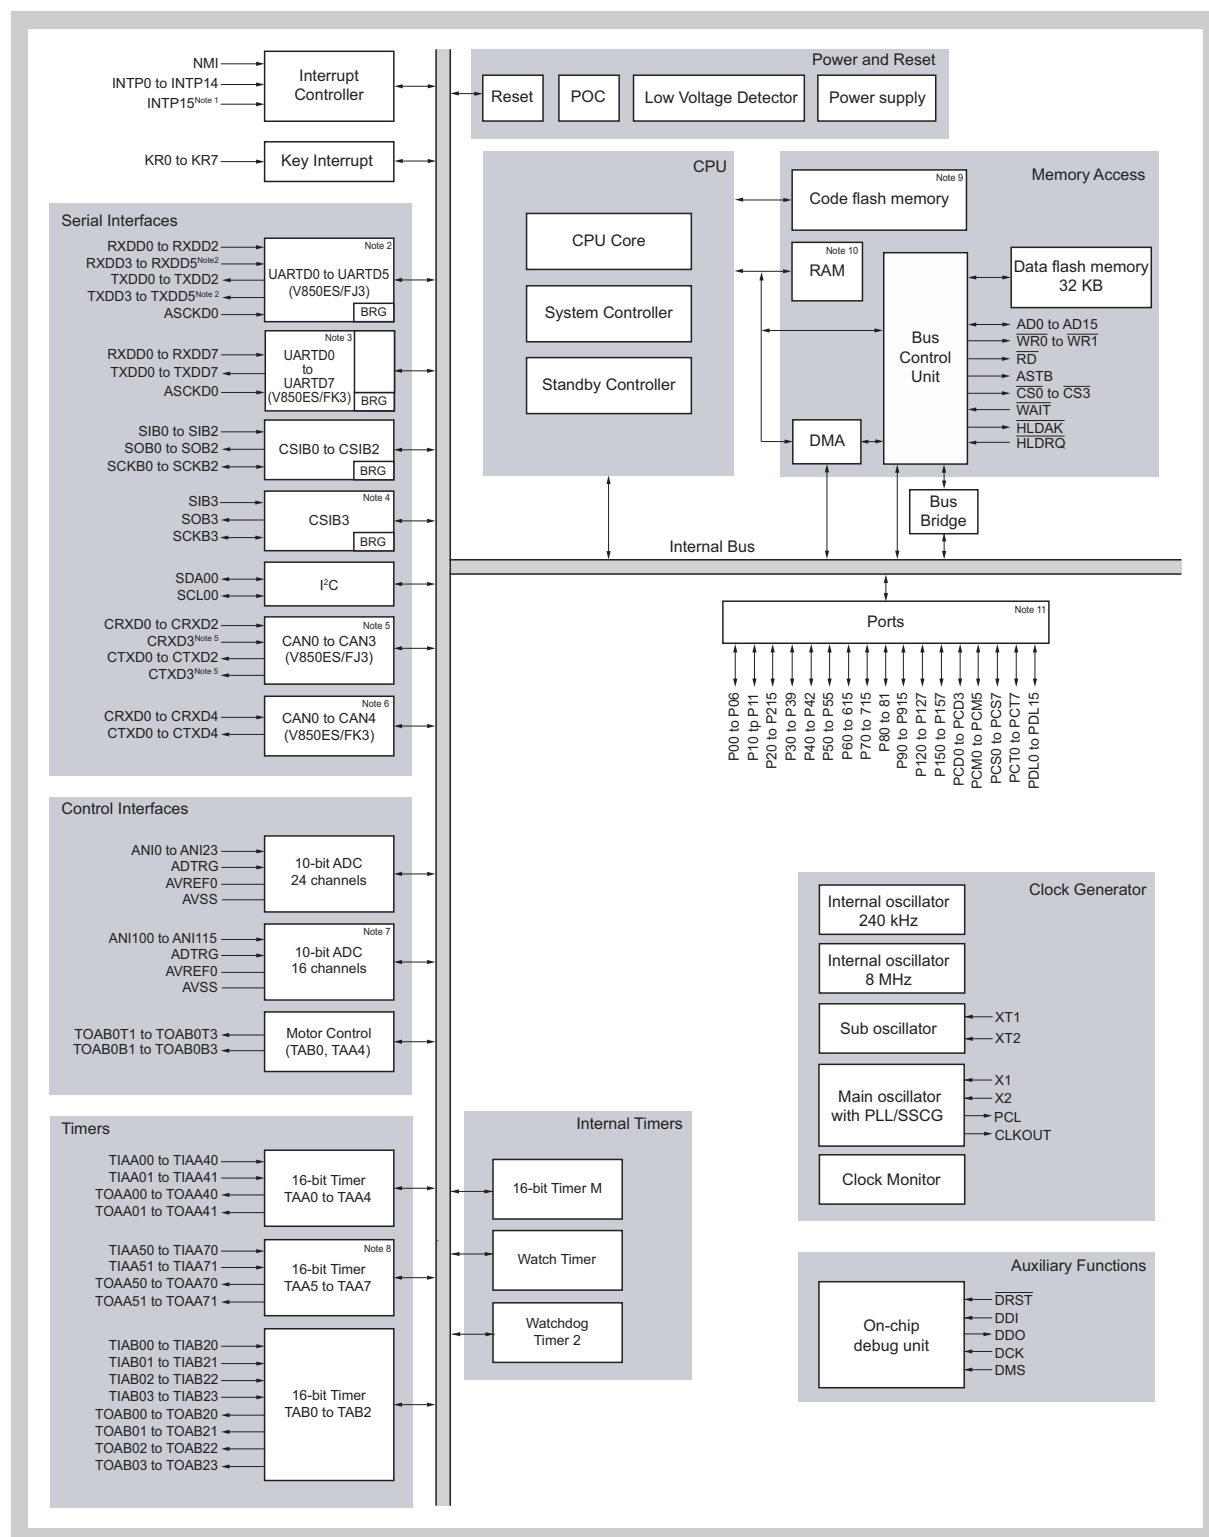 NMI
INTP0 to INTP14
INTP15Note 1
Interrupt
Controller
KR0 to KR7
Key Interrupt
Power and Reset
Reset
POC
Low Voltage Detector
Power supply
CPU
CPU Core
System Controller
Standby Controller
Memory Access
Note 9
Code flash memory
Note 10
RAM
Bus
Control
Unit
DMA
Data flash memory
32 KB
AD0 to AD15
WR0 to WR1
RD
ASTB
CS0 to CS3
WAIT
HLDAK
HLDRQ
Bus
Bridge
Internal Bus
Note 11
Ports
P00 to P06
P10 tp P11
P20 to P215
P30 to P39
P40 to P42
P50 to P55
P60 to 615
P70 to 715
P80 to 81
P90 to P915
P120 to P127
P150 to P157
PCD0 to PCD3
PCM0 to PCM5
PCS0 to PCS7
PCT0 to PCT7
PDL0 to PDL15
Serial Interfaces
RXDD0 to RXDD2
RXDD3 to RXDD5Note2
TXDD0 to TXDD2
TXDD3 to TXDD5Note 2
ASCKD0
Note 2
UARTD0 to UARTD5
(V850ES/FJ3)
BRG
RXDD0 to RXDD7
TXDD0 to TXDD7
ASCKD0
Note 3
UARTD0
to
UARTD7
(V850ES/FK3)
BRG
SIB0 to SIB2
SOB0 to SOB2
SCKB0 to SCKB2
CSIB0 to CSIB2
BRG
SIB3
SOB3
SCKB3
Note 4
CSIB3
BRG
SDA00
SCL00
I2C
CRXD0 to CRXD2
CRXD3Note 5
CTXD0 to CTXD2
CTXD3Note 5
Note 5
CAN0 to CAN3
(V850ES/FJ3)
CRXD0 to CRXD4
CTXD0 to CTXD4
Note 6
CAN0 to CAN4
(V850ES/FK3)
Control Interfaces
ANI0 to ANI23
ADTRG
AVREF0
AVSS
10-bit ADC
24 channels
ANI100 to ANI115
ADTRG
AVREF0
AVSS
Note 7
10-bit ADC
16 channels
TOAB0T1 to TOAB0T3
TOAB0B1 to TOAB0B3
Motor Control
(TAB0, TAA4)
Timers
TIAA00 to TIAA40
TIAA01 to TIAA41
TOAA00 to TOAA40
TOAA01 to TOAA41
16-bit Timer
TAA0 to TAA4
TIAA50 to TIAA70
TIAA51 to TIAA71
TOAA50 to TOAA70
TOAA51 to TOAA71
Note 8
16-bit Timer
TAA5 to TAA7
TIAB00 to TIAB20
TIAB01 to TIAB21
TIAB02 to TIAB22
TIAB03 to TIAB23
TOAB00 to TOAB20
TOAB01 to TOAB21
TOAB02 to TOAB22
TOAB03 to TOAB23
16-bit Timer
TAB0 to TAB2
Internal Timers
16-bit Timer M
Watch Timer
Watchdog
Timer 2
Clock Generator
Internal oscillator
240 kHz
Internal oscillator
8 MHz
Sub oscillator
XT1
XT2
Main oscillator
with PLL/SSCG
X1
X2
PCL
CLKOUT
Clock Monitor
Auxiliary Functions
On-chip
debug unit
DRST
DDI
DDO
DCK
DMS